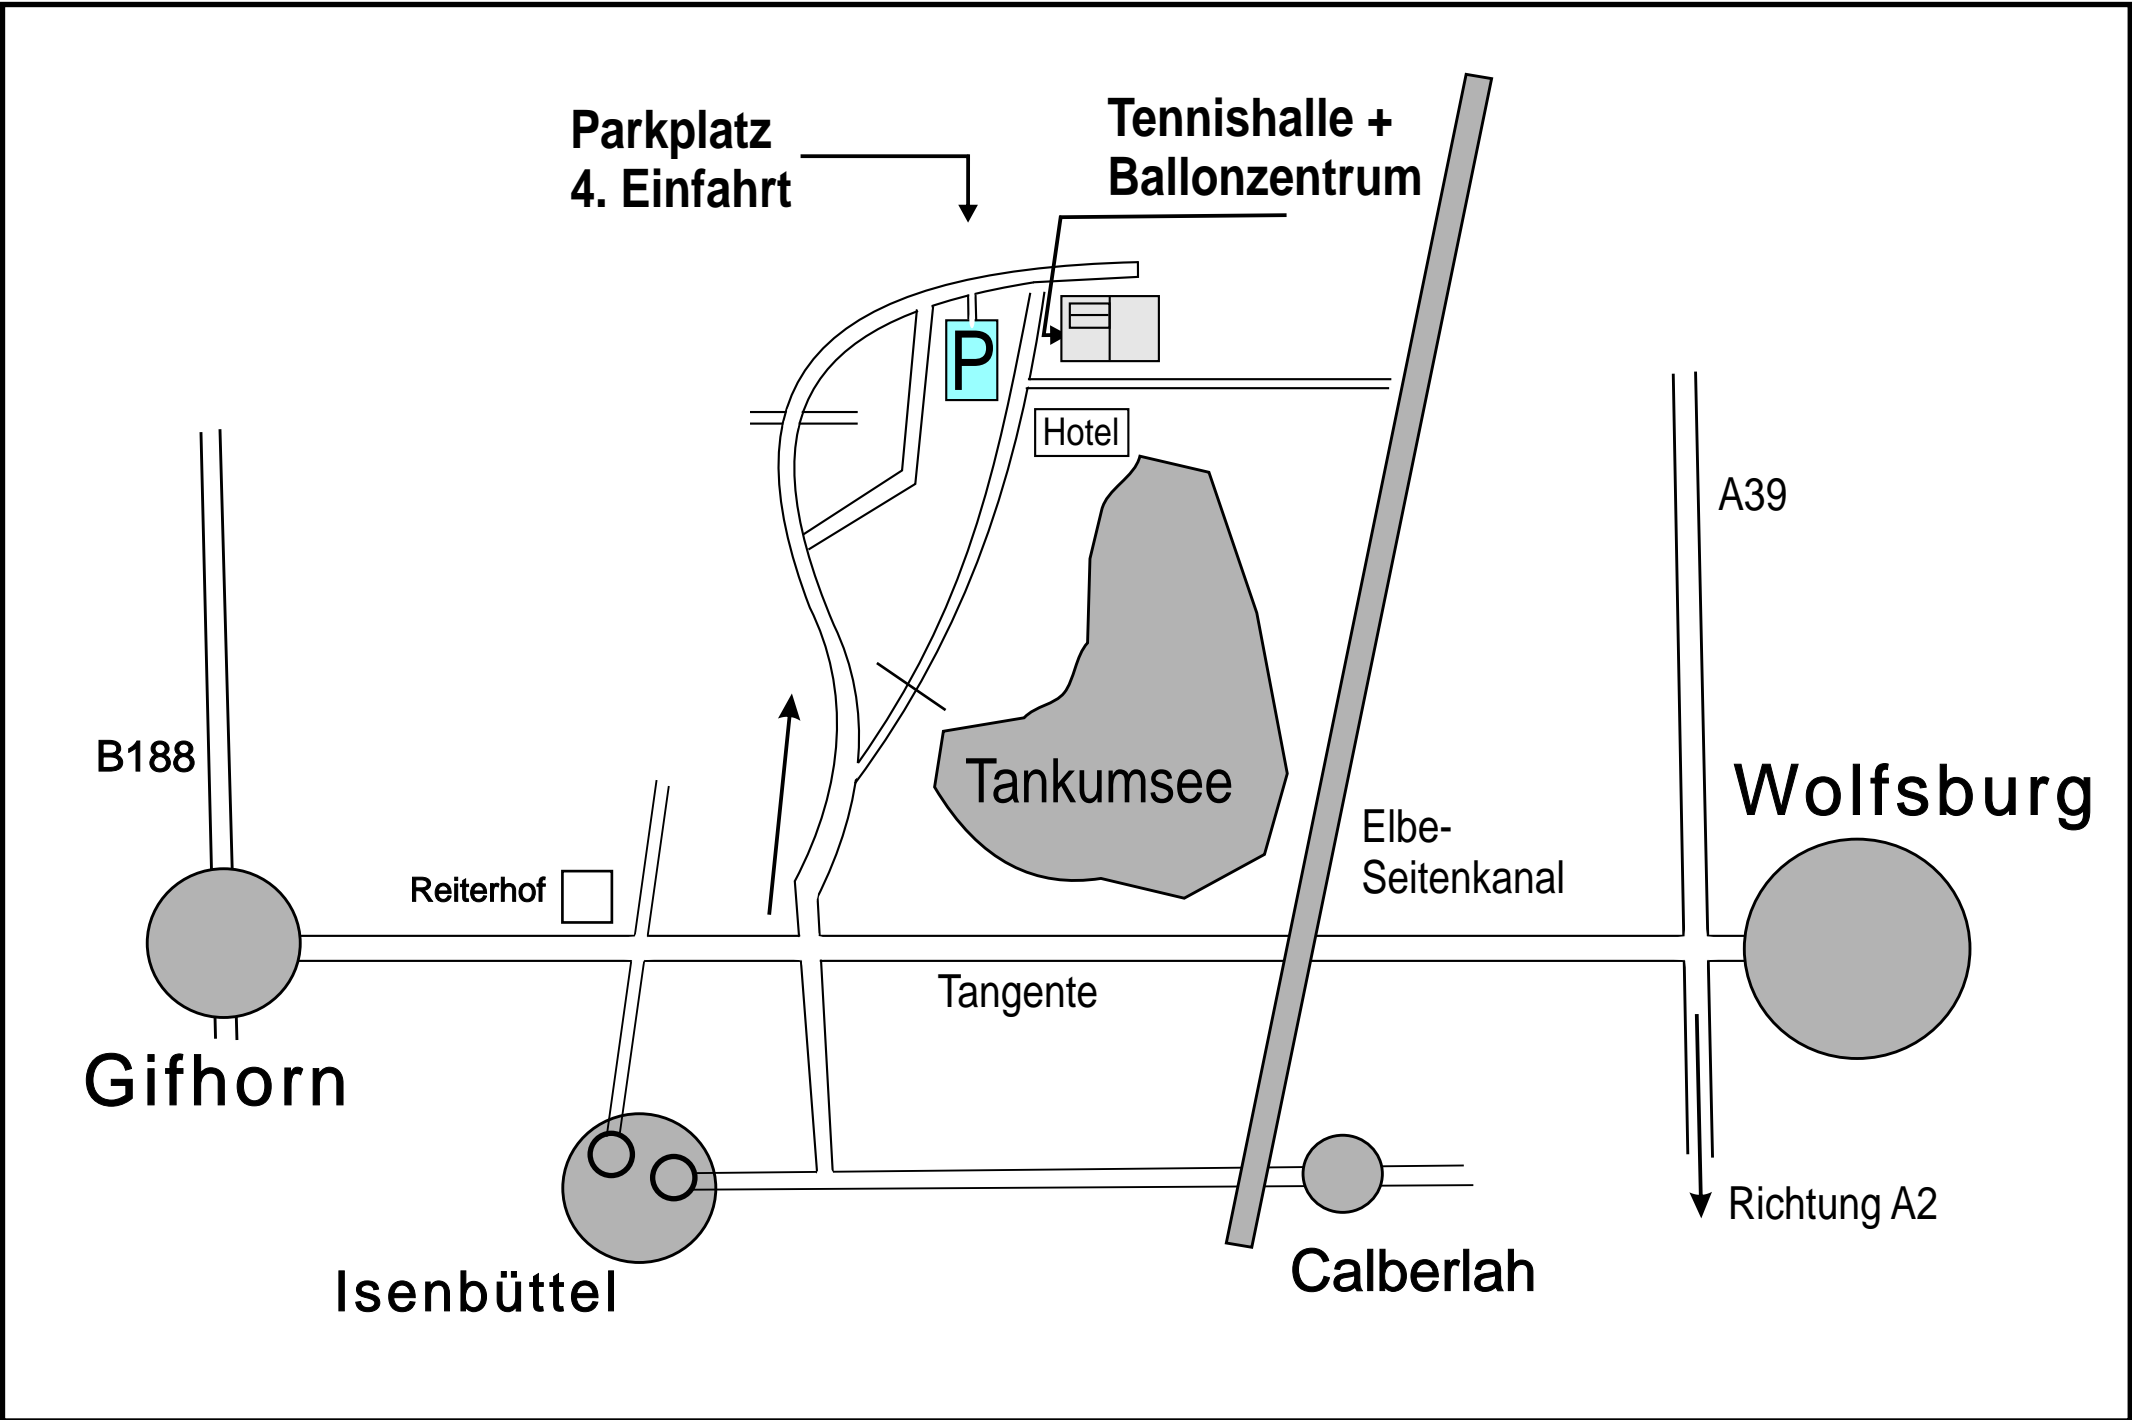 Parkplatz
4. Einfahrt
Tennishalle +
Ballonzentrum
P
Hotel
A39
B188
Tankumsee
Wolfsburg
Elbe-
Seitenkanal
Reiterhof
Tangente
Gifhorn
Richtung A2
Calberlah
Isenbüttel